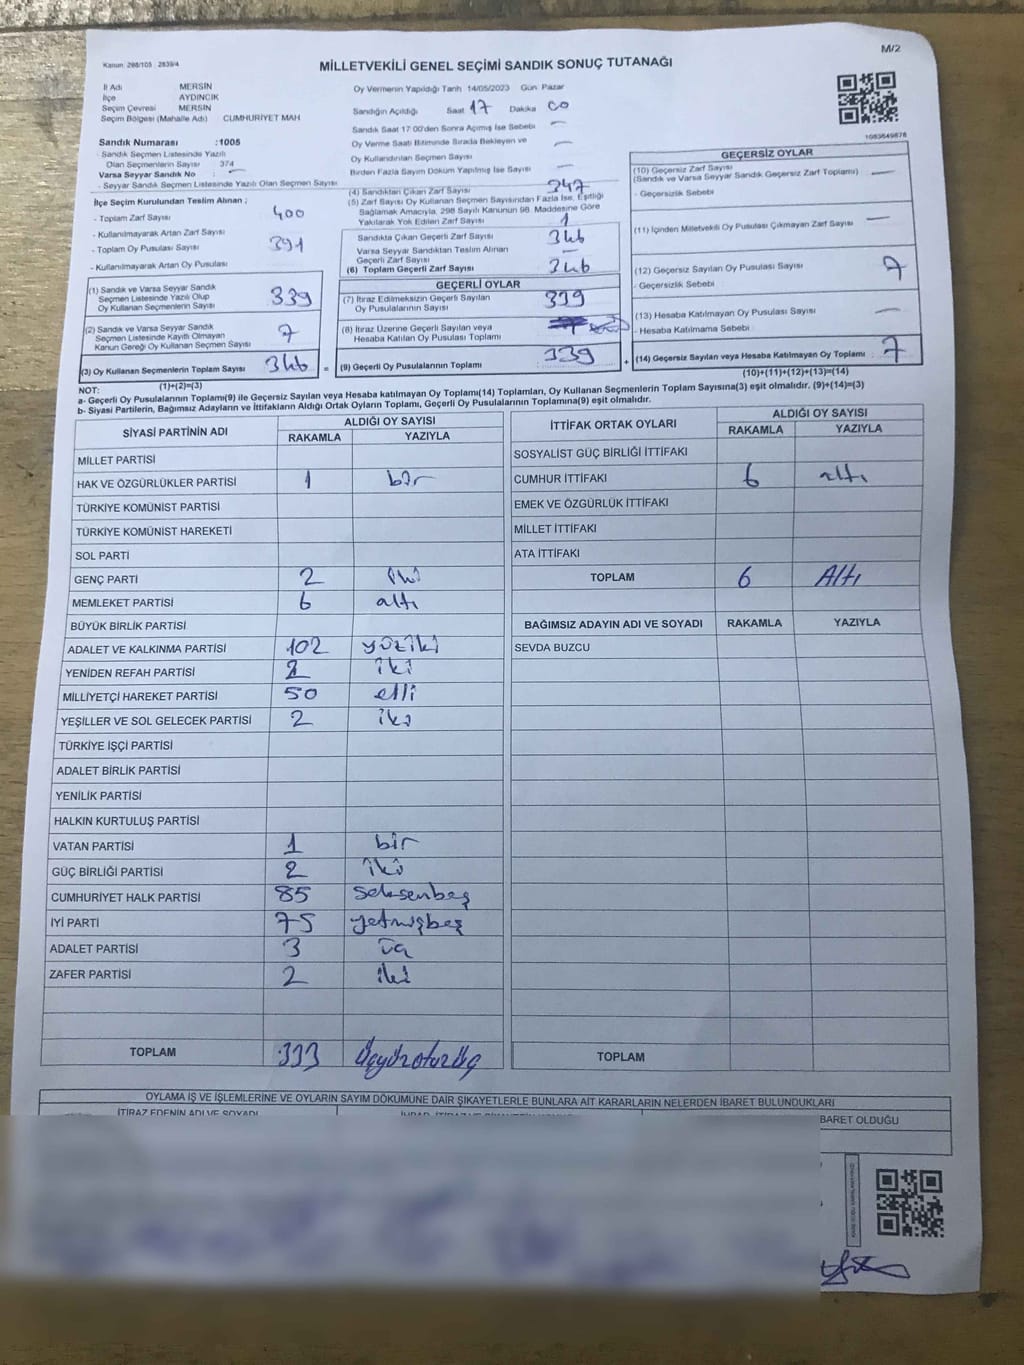 M/2
Kanun: 298/105 2839/4
MİLLETVEKİLİ GENEL SEÇİMİ SANDIK SONUÇ TUTANAĞI
İl Adı MERSİN
İlçe AYDINCIK
Seçim Çevresi MERSİN
Seçim Bölgesi (Mahalle Adı) CUMHURİYET MAH
Sandık Numarası :1005
- Sandık Seçmen Listesinde Yazılı
Olan Seçmenlerin Sayısı 374
Varsa Seyyar Sandık No
- Seyyar Sandık Seçmen Listesinde Yazılı Olan Seçmen Sayısı
İlçe Seçim Kurulundan Teslim Alınan ;
- Toplam Zarf Sayısı 400
- Kullanılmayarak Artan Zarf Sayısı
- Toplam Oy Pusulası Sayısı 391
- Kullanılmayarak Artan Oy Pusulası
(1) Sandık ve Varsa Seyyar Sandık
Seçmen Listesinde Yazılı Olup
Oy Kullanan Seçmenlerin Sayısı 339
(2) Sandık ve Varsa Seyyar Sandık
Seçmen Listesinde Kayıtlı Olmayan
Kanun Gereği Oy Kullanan Seçmen Sayısı 7
(3) Oy Kullanan Seçmenlerin Toplam Sayısı 346 =
(1)+(2)=(3)
Oy Vermenin Yapıldığı Tarih 14/05/2023 Gün Pazar
Sandığın Açıldığı Saat 17 Dakika 00
Sandık Saat 17:00'den Sonra Açılmış İse Sebebi —
Oy Verme Saati Bitiminde Sırada Bekleyen ve
Oy Kullandırılan Seçmen Sayısı —
Birden Fazla Sayım Döküm Yapılmış İse Sayısı —
(4) Sandıktan Çıkan Zarf Sayısı 347
(5) Zarf Sayısı Oy Kullanan Seçmen Sayısından Fazla İse, Eşitliği
Sağlamak Amacıyla, 298 Sayılı Kanunun 98. Maddesine Göre
Yakılarak Yok Edilen Zarf Sayısı 1
Sandıkta Çıkan Geçerli Zarf Sayısı 346
Varsa Seyyar Sandıktan Teslim Alınan
Geçerli Zarf Sayısı —
(6) Toplam Geçerli Zarf Sayısı 346
GEÇERLİ OYLAR
(7) İtiraz Edilmeksizin Geçerli Sayılan
Oy Pusulalarının Sayısı 339
(8) İtiraz Üzerine Geçerli Sayılan veya
Hesaba Katılan Oy Pusulası Toplamı
(9) Geçerli Oy Pusulalarının Toplamı 339 +
1083649878
GEÇERSİZ OYLAR
(10) Geçersiz Zarf Sayısı
(Sandık ve Varsa Seyyar Sandık Geçersiz Zarf Toplamı) —
- Geçersizlik Sebebi
(11) İçinden Milletvekili Oy Pusulası Çıkmayan Zarf Sayısı —
(12) Geçersiz Sayılan Oy Pusulası Sayısı 7
- Geçersizlik Sebebi :
(13) Hesaba Katılmayan Oy Pusulası Sayısı —
- Hesaba Katılmama Sebebi :
(14) Geçersiz Sayılan veya Hesaba Katılmayan Oy Toplamı : 7
(10)+(11)+(12)+(13)=(14)
NOT:
a- Geçerli Oy Pusulalarının Toplamı(9) ile Geçersiz Sayılan veya Hesaba katılmayan Oy Toplamı(14) Toplamları, Oy Kullanan Seçmenlerin Toplam Sayısına(3) eşit olmalıdır. (9)+(14)=(3)
b- Siyasi Partilerin, Bağımsız Adayların ve İttifakların Aldığı Ortak Oyların Toplamı, Geçerli Oy Pusulalarının Toplamına(9) eşit olmalıdır.
SİYASİ PARTİNİN ADI ALDIĞI OY SAYISI
RAKAMLA YAZIYLA
MİLLET PARTİSİ
HAK VE ÖZGÜRLÜKLER PARTİSİ 1 bir
TÜRKİYE KOMÜNİST PARTİSİ
TÜRKİYE KOMÜNİST HAREKETİ
SOL PARTİ
GENÇ PARTİ 2 iki
MEMLEKET PARTİSİ 6 altı
BÜYÜK BİRLİK PARTİSİ
ADALET VE KALKINMA PARTİSİ 102 yüziki
YENİDEN REFAH PARTİSİ 2 iki
MİLLİYETÇİ HAREKET PARTİSİ 50 elli
YEŞİLLER VE SOL GELECEK PARTİSİ 2 iki
TÜRKİYE İŞÇİ PARTİSİ
ADALET BİRLİK PARTİSİ
YENİLİK PARTİSİ
HALKIN KURTULUŞ PARTİSİ
VATAN PARTİSİ 1 bir
GÜÇ BİRLİĞİ PARTİSİ 2 iki
CUMHURİYET HALK PARTİSİ 85 seksenbeş
İYİ PARTİ 75 yetmişbeş
ADALET PARTİSİ 3 üç
ZAFER PARTİSİ 2 iki
TOPLAM 333 Üçyüzotuzüç
İTTİFAK ORTAK OYLARI ALDIĞI OY SAYISI
RAKAMLA YAZIYLA
SOSYALİST GÜÇ BİRLİĞİ İTTİFAKI
CUMHUR İTTİFAKI 6 altı
EMEK VE ÖZGÜRLÜK İTTİFAKI
MİLLET İTTİFAKI
ATA İTTİFAKI
TOPLAM 6 Altı
BAĞIMSIZ ADAYIN ADI VE SOYADI RAKAMLA YAZIYLA
SEVDA BUZCU
TOPLAM
OYLAMA İŞ VE İŞLEMLERİNE VE OYLARIN SAYIM DÖKÜMÜNE DAİR ŞİKAYETLERLE BUNLARA AİT KARARLARIN NELERDEN İBARET BULUNDUKLARI
İTİRAZ EDENİN ADI VE SOYADI
BARET OLDUĞU